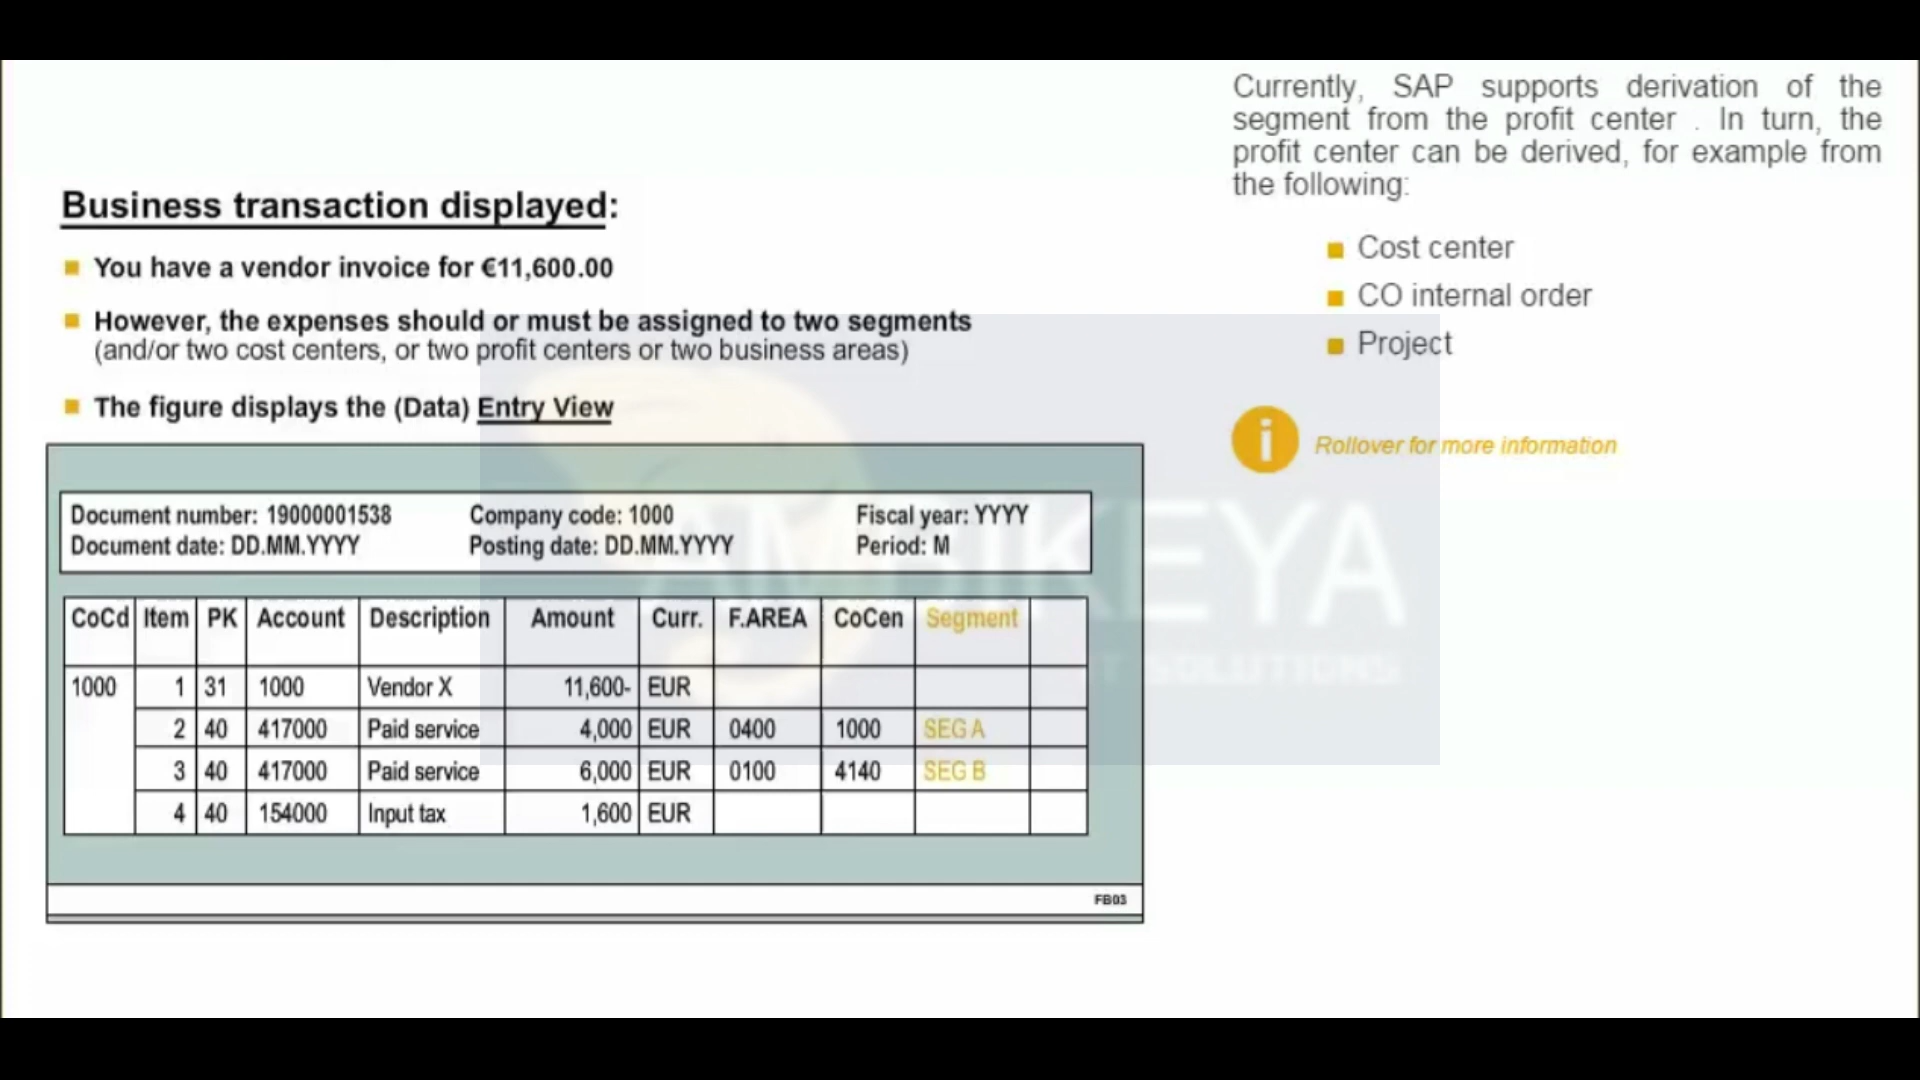 Currently, SAP supports derivation of the
segment from the profit center . In turn, the
profit center can be derived, for example from
the following:
Cost center
CO internal order
Project
i Rollover for more information
Business transaction displayed:
You have a vendor invoice for €11,600.00
However, the expenses should or must be assigned to two segments
(and/or two cost centers, or two profit centers or two business areas)
The figure displays the (Data) Entry View
Document number: 19000001538 Company code: 1000 Fiscal year: YYYY
Document date: DD.MM.YYYY Posting date: DD.MM.YYYY Period: M
CoCd Item PK Account Description Amount Curr. F.AREA CoCen Segment
1000 1 31 1000 Vendor X 11,600- EUR
2 40 417000 Paid service 4,000 EUR 0400 1000 SEG A
3 40 417000 Paid service 6,000 EUR 0100 4140 SEG B
4 40 154000 Input tax 1,600 EUR
FB03
AMBIKEYA
IT SOLUTIONS